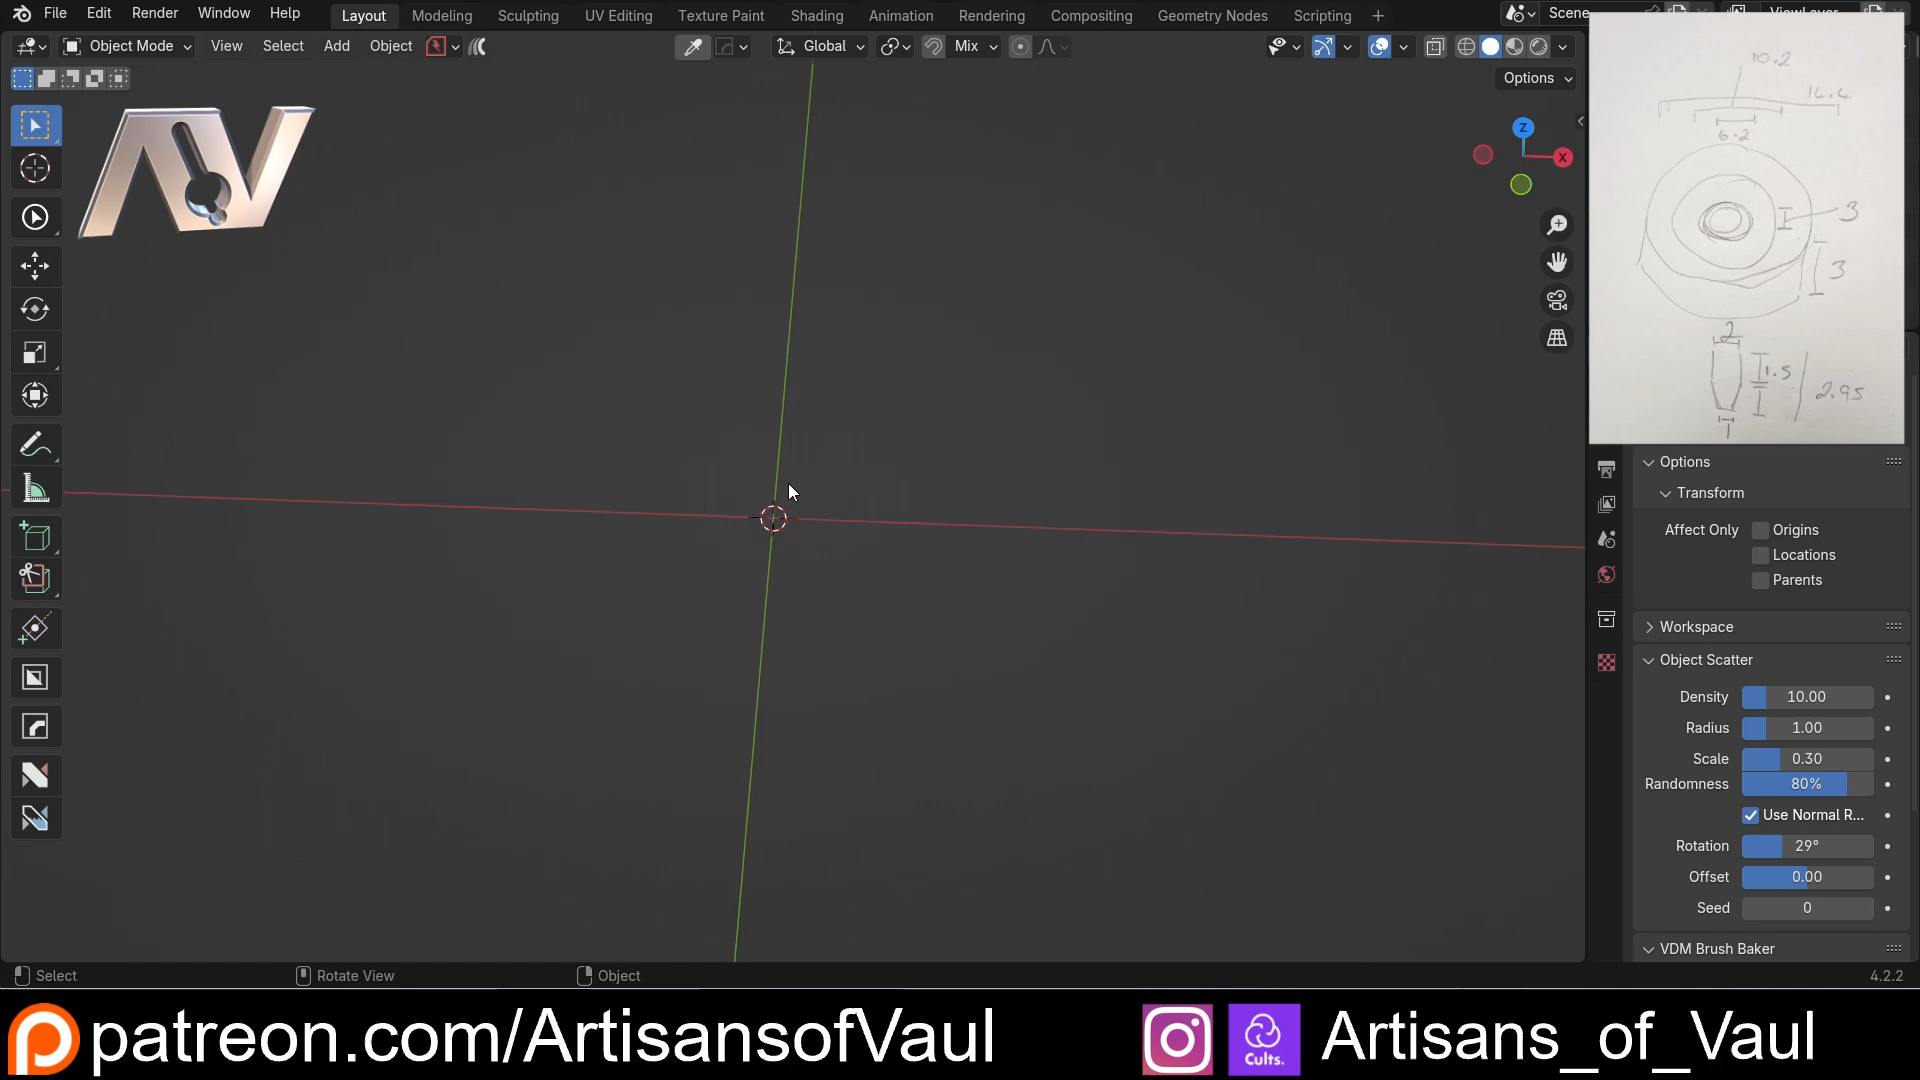 File Edit Render Window Help Layout Modeling Sculpting UV Editing Texture Paint Shading Animation Rendering Compositing Geometry Nodes Scripting + Scene ViewLayer
Object Mode View Select Add Object Global Mix
Options
AV
Z
X
10.2
6.2
3
3
2
1.5
2.95
1
Options
Transform
Affect Only Origins
Locations
Parents
Workspace
Object Scatter
Density 10.00
Radius 1.00
Scale 0.30
Randomness 80%
Use Normal R...
Rotation 29°
Offset 0.00
Seed 0
VDM Brush Baker
Select Rotate View Object 4.2.2
patreon.com/ArtisansofVaul Cults. Artisans_of_Vaul